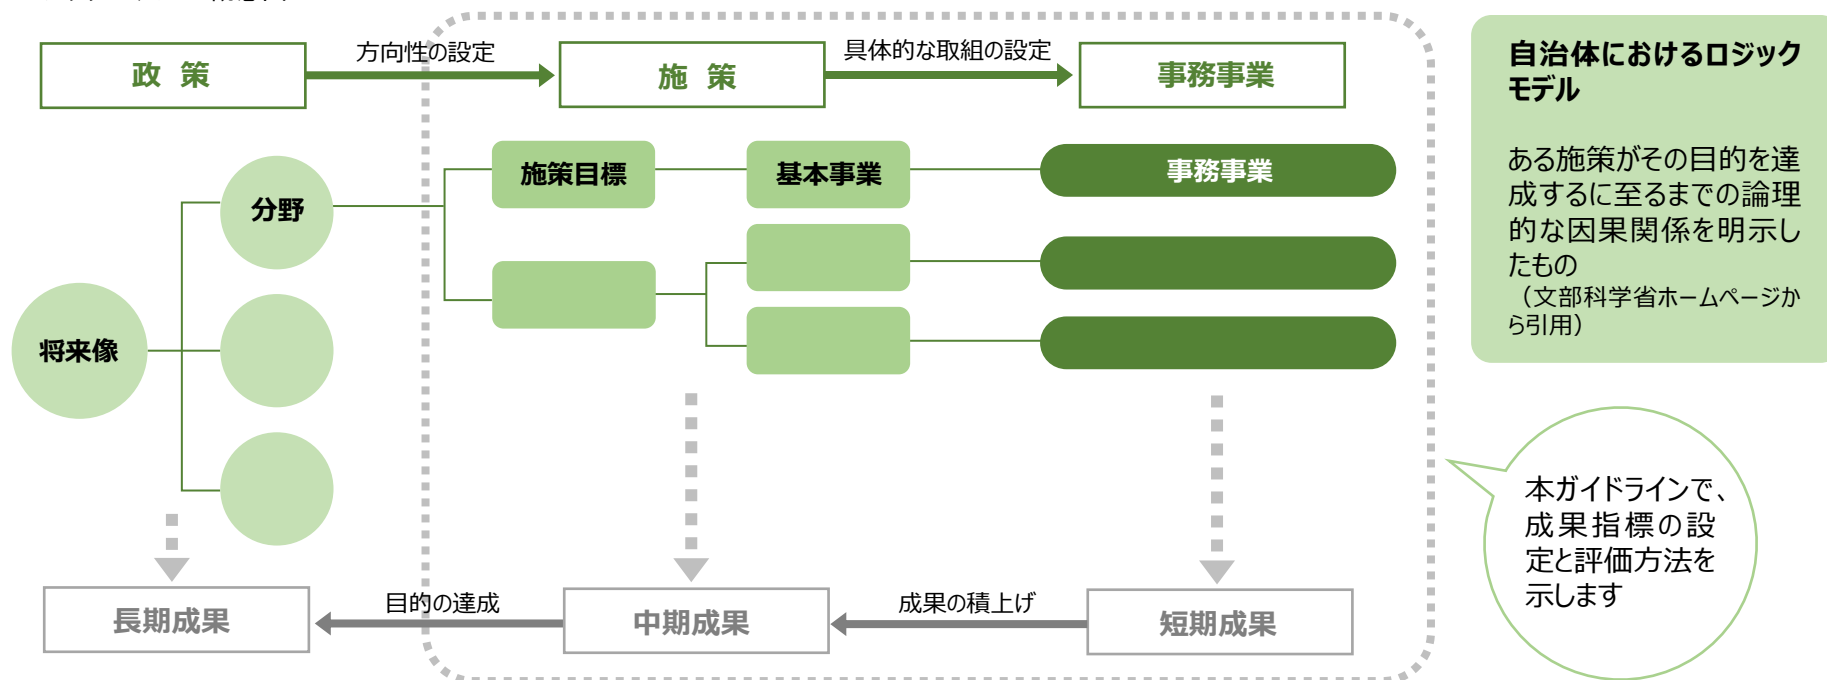 方向性の設定
具体的な取組の設定
政 策
施 策
事務事業
施策目標
基本事業
事務事業
分野
将来像
目的の達成
成果の積上げ
長期成果
中期成果
短期成果
自治体におけるロジック
モデル
ある施策がその目的を達
成するに至るまでの論理
的な因果関係を明示し
たもの
（文部科学省ホームページか
ら引用）
本ガイドラインで、
成果指標の設
定と評価方法を
示します